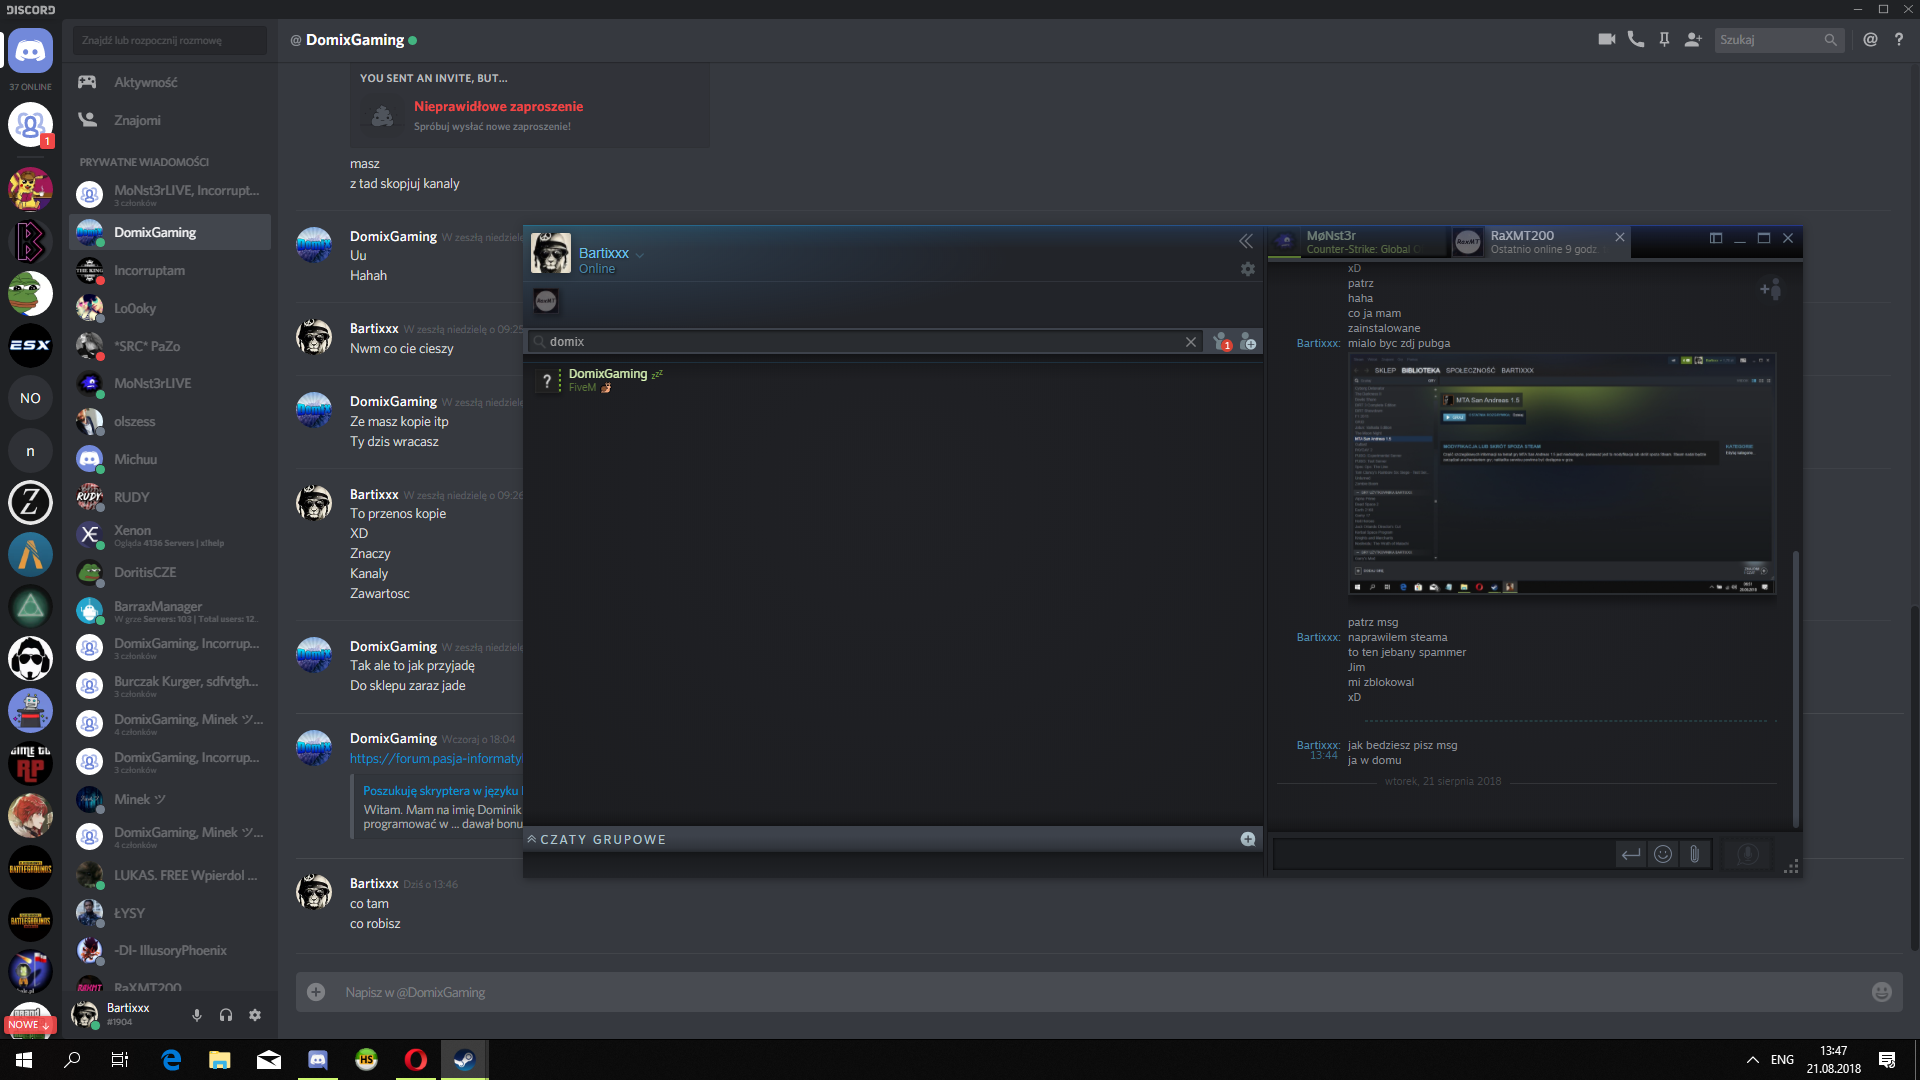 DISCORD
Znajdź lub rozpocznij rozmowę
@ DomixGaming
Szukaj
37 ONLINE
1
NO
n
ESX
Z
NOWE ↓
Aktywność
Znajomi
PRYWATNE WIADOMOŚCI
MoNst3rLIVE, Incorrupt...
3 członków
DomixGaming
Incorruptam
Lo0oky
*SRC* PaZo
MoNst3rLIVE
olszess
Michuu
RUDY
Xenon
Ogląda 4136 Servers | x!help
DoritisCZE
BarraxManager
W grze Servers: 103 | Total users: 12..
DomixGaming, Incorrup...
3 członków
Burczak Kurger, sdfvtgh...
3 członków
DomixGaming, Minek ツ...
4 członków
DomixGaming, Incorrup...
3 członków
Minek ツ
DomixGaming, Minek ツ...
4 członków
LUKAS. FREE Wpierdol ...
ŁYSY
-DI- IllusoryPhoenix
RaXMT200
Bartixxx
#1904
YOU SENT AN INVITE, BUT...
Nieprawidłowe zaproszenie
Spróbuj wysłać nowe zaproszenie!
masz
z tad skopjuj kanaly
DomixGaming W zeszłą niedziele
Uu
Hahah
Bartixxx W zeszłą niedzielę o 09:25
Nwm co cie cieszy
DomixGaming W zeszłą niedziele
Ze masz kopie itp
Ty dzis wracasz
Bartixxx W zeszłą niedzielę o 09:26
To przenos kopie
XD
Znaczy
Kanaly
Zawartosc
DomixGaming W zeszłą niedziele
Tak ale to jak przyjadę
Do sklepu zaraz jade
DomixGaming Wczoraj o 18:04
https://forum.pasja-informatyk
Poszukuję skryptera w języku
Witam. Mam na imię Dominik
programować w ... dawał bonu
Bartixxx Dziś o 13:46
co tam
co robisz
Napisz w @DomixGaming
Bartixxx
Online
RaXMT
domix
1
DomixGaming zzz
FiveM
CZATY GRUPOWE
MøNst3r
Counter-Strike: Global
RaXMT
RaXMT200
Ostatnio online 9 godz.
xD
patrz
haha
co ja mam
zainstalowane
Bartixxx: mialo byc zdj pubga
SKLEP BIBLIOTEKA SPOŁECZNOŚĆ BARTIXXX
MTA San Andreas 1.5
patrz msg
Bartixxx: naprawilem steama
to ten jebany spammer
Jim
mi zblokowal
xD
Bartixxx: jak bedziesz pisz msg
13:44 ja w domu
wtorek, 21 sierpnia 2018
HS
ENG
13:47
21.08.2018